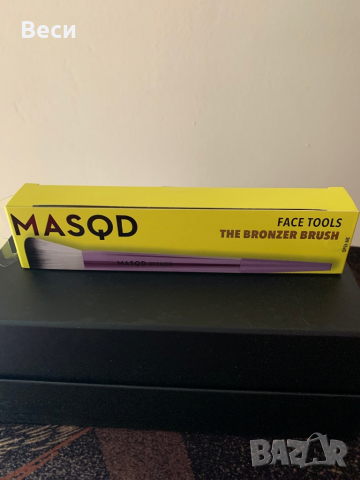 Веси
MASQD
FACE TOOLS
THE BRONZER BRUSH
MASQD
BAZAR